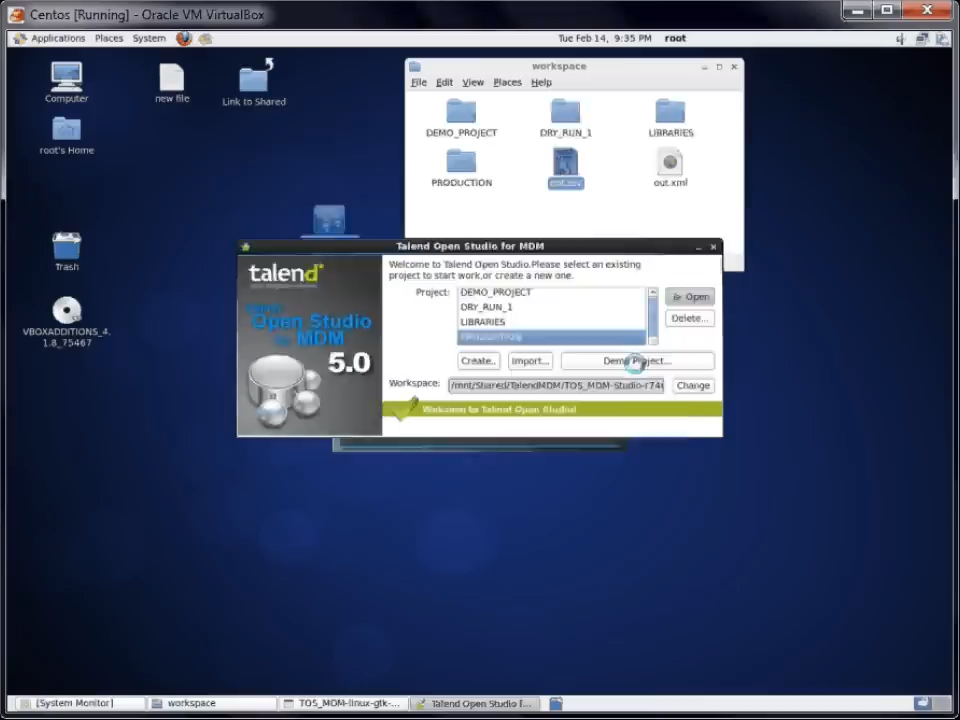 Centos [Running] - Oracle VM VirtualBox
Applications Places System
Tue Feb 14, 9:35 PM root
Computer
new file
Link to Shared
root's Home
Trash
VBOXADDITIONS_4.
1.8_75467
workspace
File Edit View Places Help
DEMO_PROJECT
DRY_RUN_1
LIBRARIES
PRODUCTION
out.xml
Talend Open Studio for MDM
talend
Open Studio
for MDM
5.0
Welcome to Talend Open Studio.Please select an existing
project to start work,or create a new one.
Project:
DEMO_PROJECT
DRY_RUN_1
LIBRARIES
Open
Delete...
Create..
Import...
Demo Project...
Workspace:
/mnt/Shared/TalendMDM/TOS_MDM-Studio-r74
Change
Welcome to Talend Open Studio!
[System Monitor]
workspace
TOS_MDM-linux-gtk-...
Talend Open Studio f...